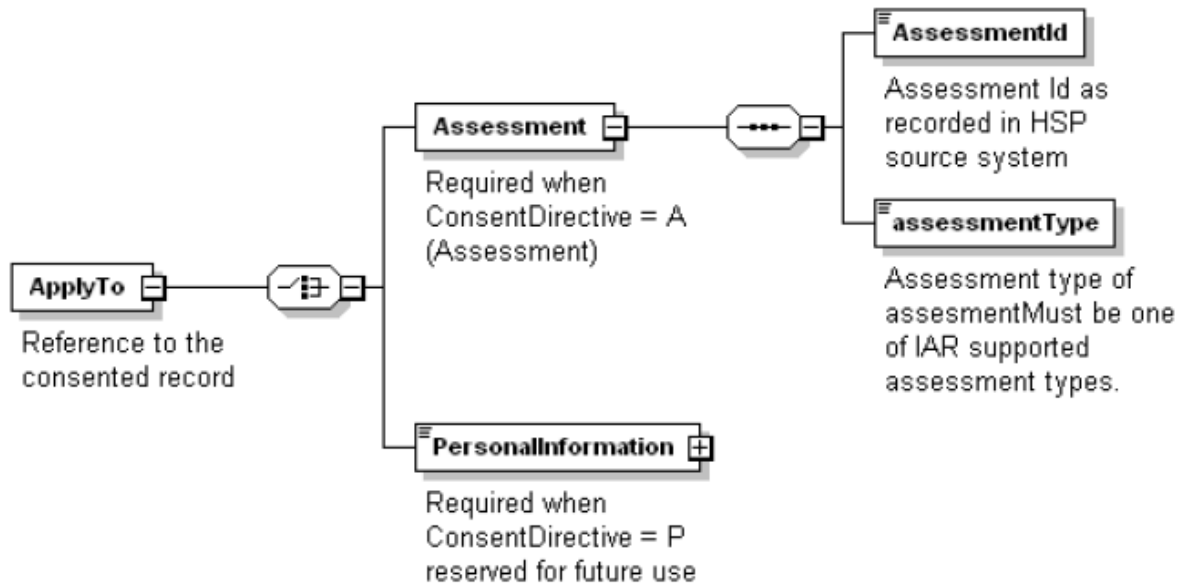 AssessmentId
Assessment Id as
recorded in HSP
source system
Assessment
Required when
ConsentDirective = A
(Assessment)
assessmentType
Assessment type of
assesmentMust be one
of IAR supported
assessment types.
ApplyTo
Reference to the
consented record
PersonalInformation
Required when
ConsentDirective = P
reserved for future use